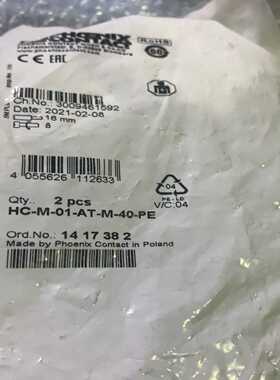 PHOENIX
CONTACT
RoHS
CE EAC
Ch.No.: 3009461592
Date: 2021-02-08
16 mm
8
4 055626 112633
04
PE-LD
V/C:04
Qty.: 2 pcs
HC-M-01-AT-M-40-PE
Ord.No.: 14 17 38 2
Made by Phoenix Contact in Poland